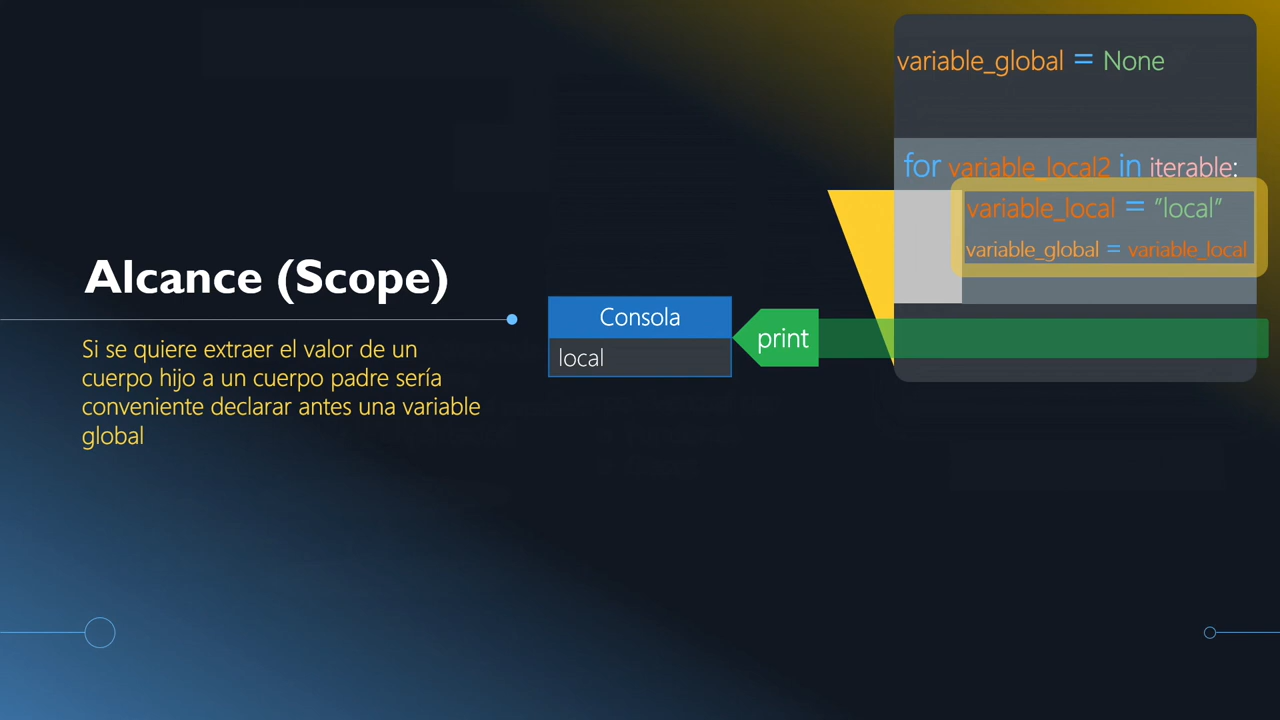 Alcance (Scope)
Si se quiere extraer el valor de un
cuerpo hijo a un cuerpo padre sería
conveniente declarar antes una variable
global
Consola
local
print
variable_global = None
for variable_local2 in iterable:
variable_local = "local"
variable_global = variable_local